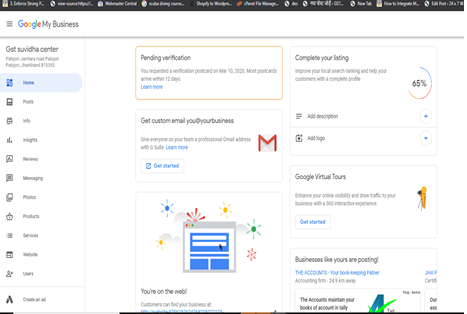 3. Enforce Strong P...
view-source:https://
Webmaster Central
scuba diving course...
Shopify to Wordpre...
cPanel File Manage...
des
New Tab
How to Integrate M...
Edit Post - 24 x 7 W
Google My Business
Gst suvidha center
Home
Posts
Info
Insights
Reviews
Messaging
Photos
Products
Services
Website
Users
Create an ad
Pending verification
You requested a verification postcard on Mar 10, 2020. Most postcards
arrive within 12 days.
Learn more
Get custom email you@yourbusiness
Give everyone on your team a professional Gmail address
with G Suite. Learn more
Get started
You're on the web!
Customers can find your business at:
Complete your listing
Improve your local search ranking and help your
customers with a complete profile
65%
Add description
Add logo
Google Virtual Tours
Enhance your online visibility and draw traffic to your
business with a 360 interactive experience.
Get started
Businesses like yours are posting!
THE ACCOUNTS - Your book-keeping Patner
Accounting firm · 24.9 km away
JHA P
Certifi
The Accounts maintain your
books of account in tally
Our